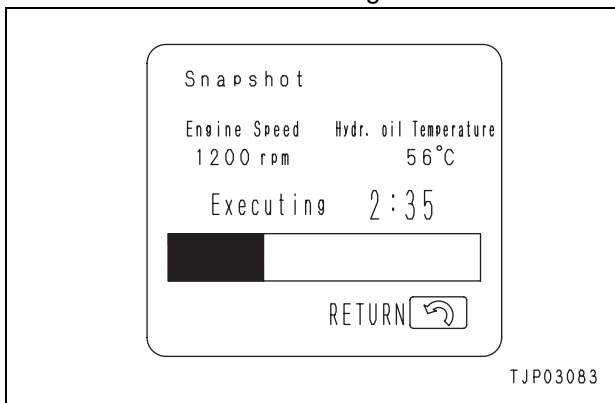 Snapshot
Engine Speed Hydr. oil Temperature
1200 rpm 56°C
Executing 2:35
RETURN
TJP03083